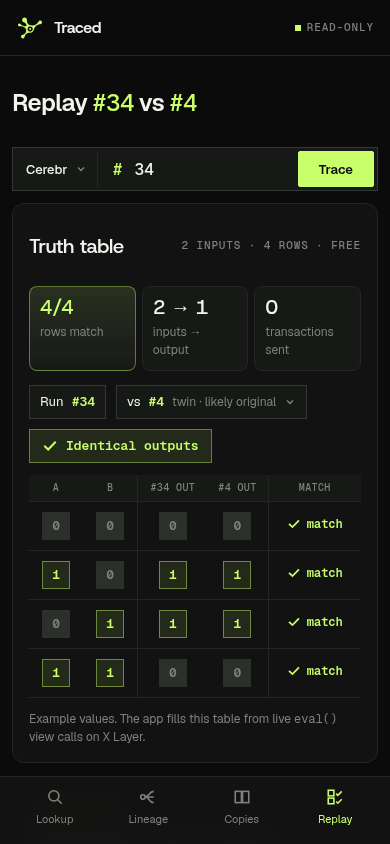 Traced
READ-ONLY
Replay #34 vs #4
Cerebr # 34 Trace
Truth table
2 INPUTS · 4 ROWS · FREE
4/4
rows match
2 → 1
inputs →
output
0
transactions
sent
Run #34
vs #4 twin · likely original
Identical outputs
A B #34 OUT #4 OUT MATCH
0 0 0 0 match
1 0 1 1 match
0 1 1 1 match
1 1 0 0 match
Example values. The app fills this table from live eval()
view calls on X Layer.
Lookup Lineage Copies Replay